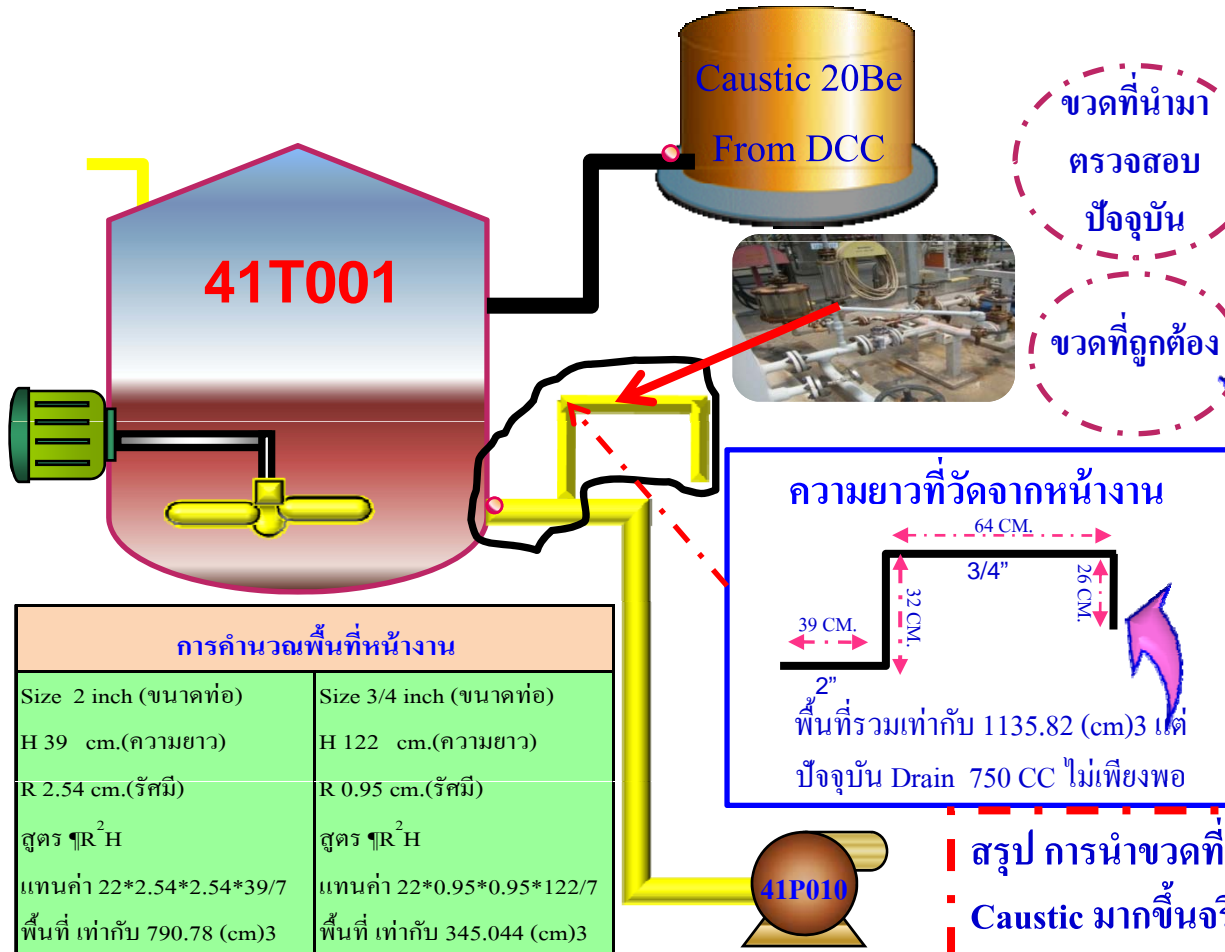 Caustic 20Be
From DCC
ขวดที่นำมา
ตรวจสอบ
ปัจจุบัน
41T001
ขวดที่ถูกต้อง
ความยาวที่วัดจากหน้างาน
64 CM.
3/4”
32 CM.
26 CM.
39 CM.
2”
พื้นที่รวมเท่ากับ 1135.82 (cm)3 แต่
ปัจจุบัน Drain 750 CC ไม่เพียงพอ
การคำนวณพื้นที่หน้างาน
Size 2 inch (ขนาดท่อ)
H 39 cm.(ความยาว)
R 2.54 cm.(รัศมี)
สูตร ¶R²H
แทนค่า 22*2.54*2.54*39/7
พื้นที่ เท่ากับ 790.78 (cm)3
Size 3/4 inch (ขนาดท่อ)
H 122 cm.(ความยาว)
R 0.95 cm.(รัศมี)
สูตร ¶R²H
แทนค่า 22*0.95*0.95*122/7
พื้นที่ เท่ากับ 345.044 (cm)3
41P010
สรุป การนำขวดที่
Caustic มากขึ้น